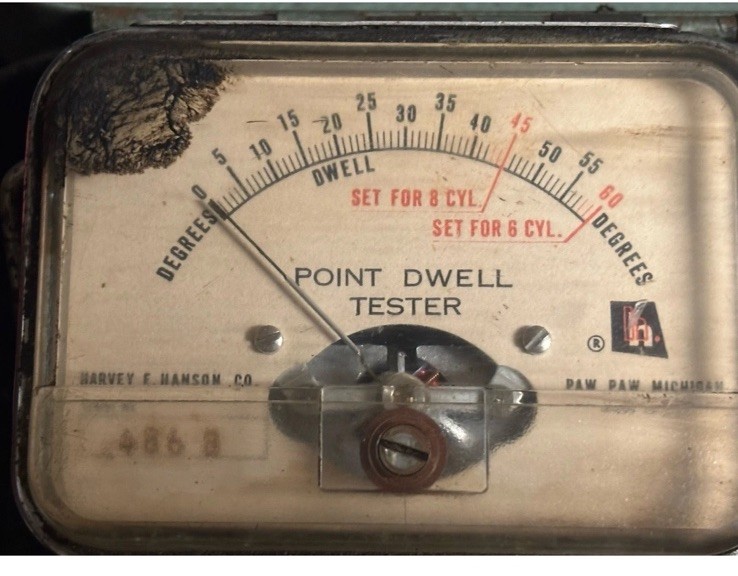 0 5 10 15 20 25 30 35 40 45 50 55 60
DWELL
SET FOR 8 CYL.
SET FOR 6 CYL.
DEGREES DEGREES
POINT DWELL
TESTER
® h.
HARVEY E. HANSON CO. PAW PAW MICHIGAN
486 8